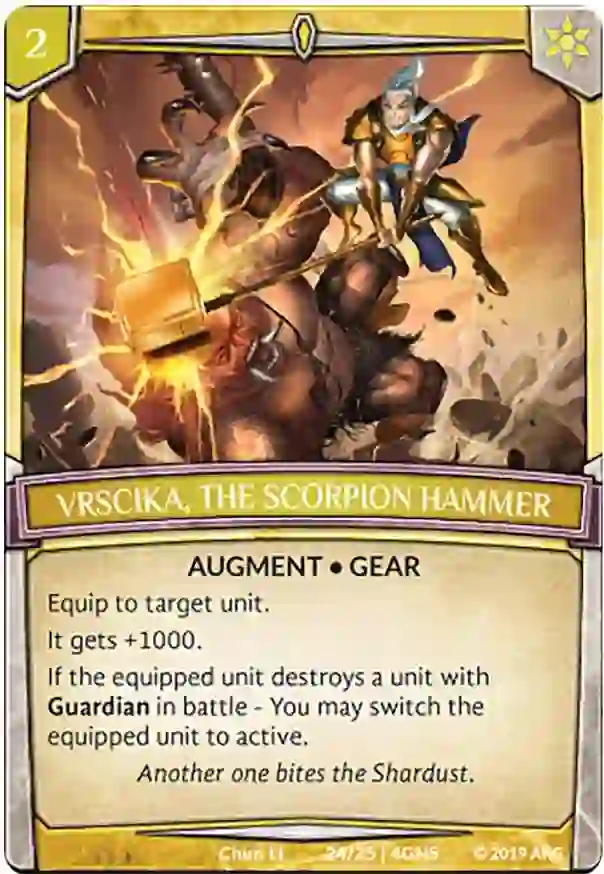 2
VRSCIKA, THE SCORPION HAMMER
AUGMENT • GEAR
Equip to target unit.
It gets +1000.
If the equipped unit destroys a unit with
Guardian in battle - You may switch the
equipped unit to active.
Another one bites the Shardust.
Chun Li 24/25 | 4GNS © 2019 ARG